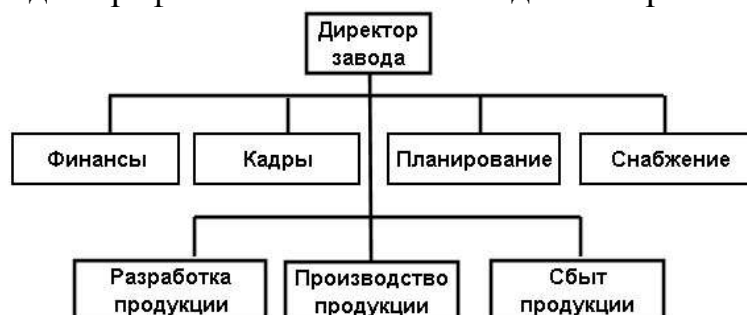 Директор
завода
Финансы
Кадры
Планирование
Снабжение
Разработка
продукции
Производство
продукции
Сбыт
продукции